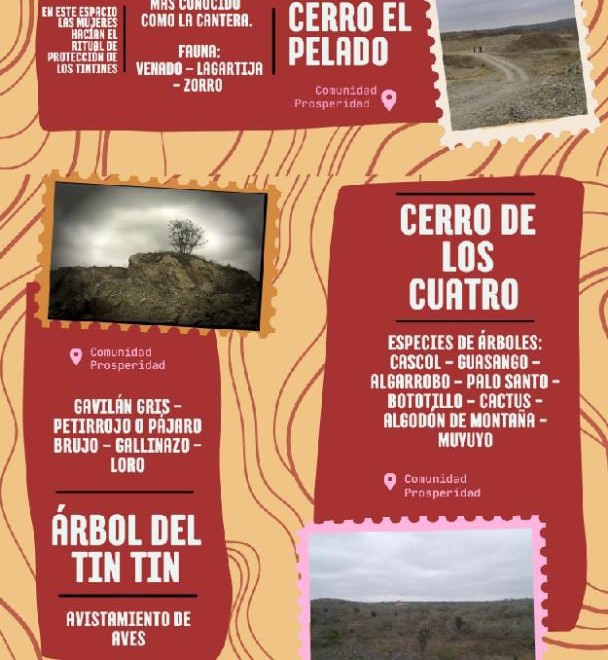 EN ESTE ESPACIO
LAS MUJERES
HACÍAN EL
RITUAL DE
PROTECCIÓN DE
LOS TINTINES
MÁS CONOCIDO
COMO LA CANTERA.
FAUNA:
VENADO – LAGARTIJA
– ZORRO
CERRO EL
PELADO
Comunidad
Prosperidad
Comunidad
Prosperidad
GAVILÁN GRIS –
PETIRROJO O PÁJARO
BRUJO – GALLINAZO –
LORO
ÁRBOL DEL
TIN TIN
AVISTAMIENTO DE
AVES
CERRO DE
LOS
CUATRO
ESPECIES DE ÁRBOLES:
CASCOL – GUASANGO –
ALGARROBO – PALO SANTO –
BOTOTILLO – CACTUS –
ALGODÓN DE MONTAÑA –
MUYUYO
Comunidad
Prosperidad